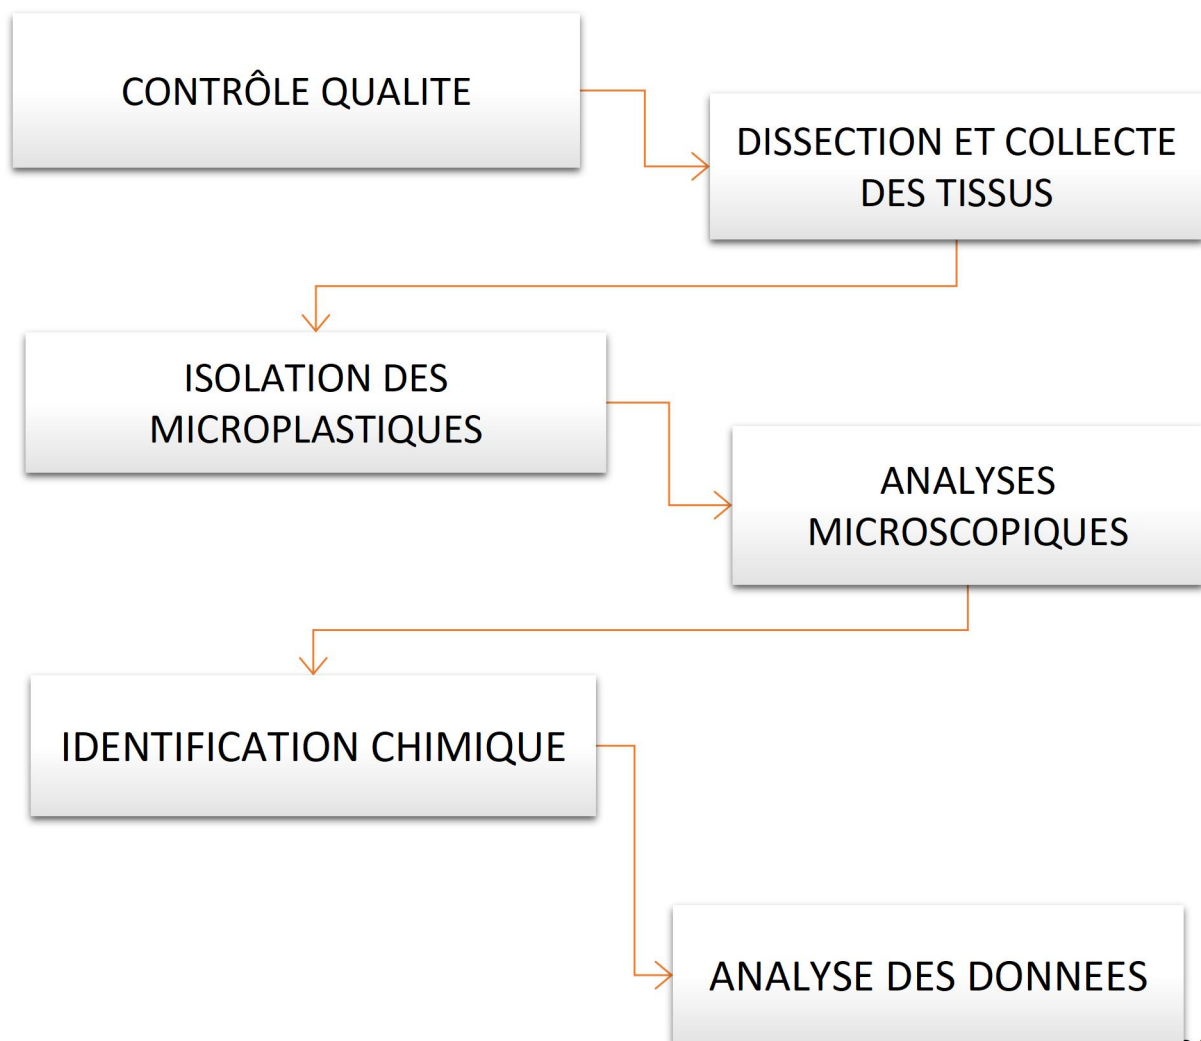 CONTRÔLE QUALITE
DISSECTION ET COLLECTE
DES TISSUS
ISOLATION DES
MICROPLASTIQUES
ANALYSES
MICROSCOPIQUES
IDENTIFICATION CHIMIQUE
ANALYSE DES DONNEES